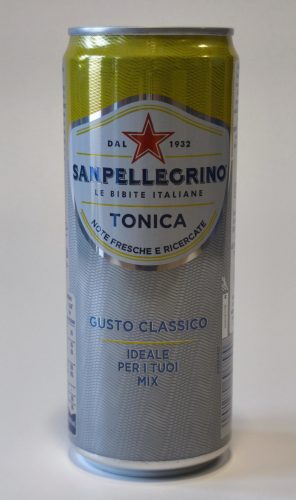 DAL 1932
SANPELLEGRINO
LE BIBITE ITALIANE
TONICA
NOTE FRESCHE E RICERCATE
GUSTO CLASSICO
IDEALE
PER I TUOI
MIX